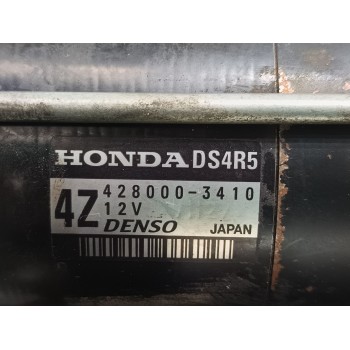 HONDA DS4R5
4Z 428000-3410
12V
DENSO JAPAN